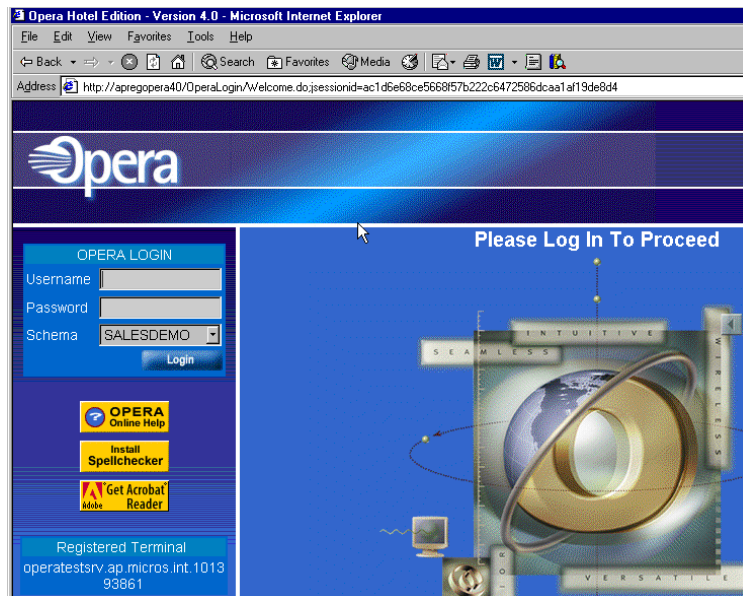 Opera Hotel Edition - Version 4.0 - Microsoft Internet Explorer
File Edit View Favorites Tools Help
Back Search Favorites Media
Address http://apregopera40/OperaLogin/Welcome.do;jsessionid=ac1d6e68ce5668f57b222c6472586dcaa1af19de8d4
Opera
Please Log In To Proceed
OPERA LOGIN
Username
Password
Schema SALESDEMO
Login
OPERA
Online Help
Install
Spellchecker
Get Acrobat
Reader
Adobe
Registered Terminal
operatestsrv.ap.micros.int.1013
93861
INTUITIVE
SEAMLESS
WIRELESS
VERSATILE
IOR